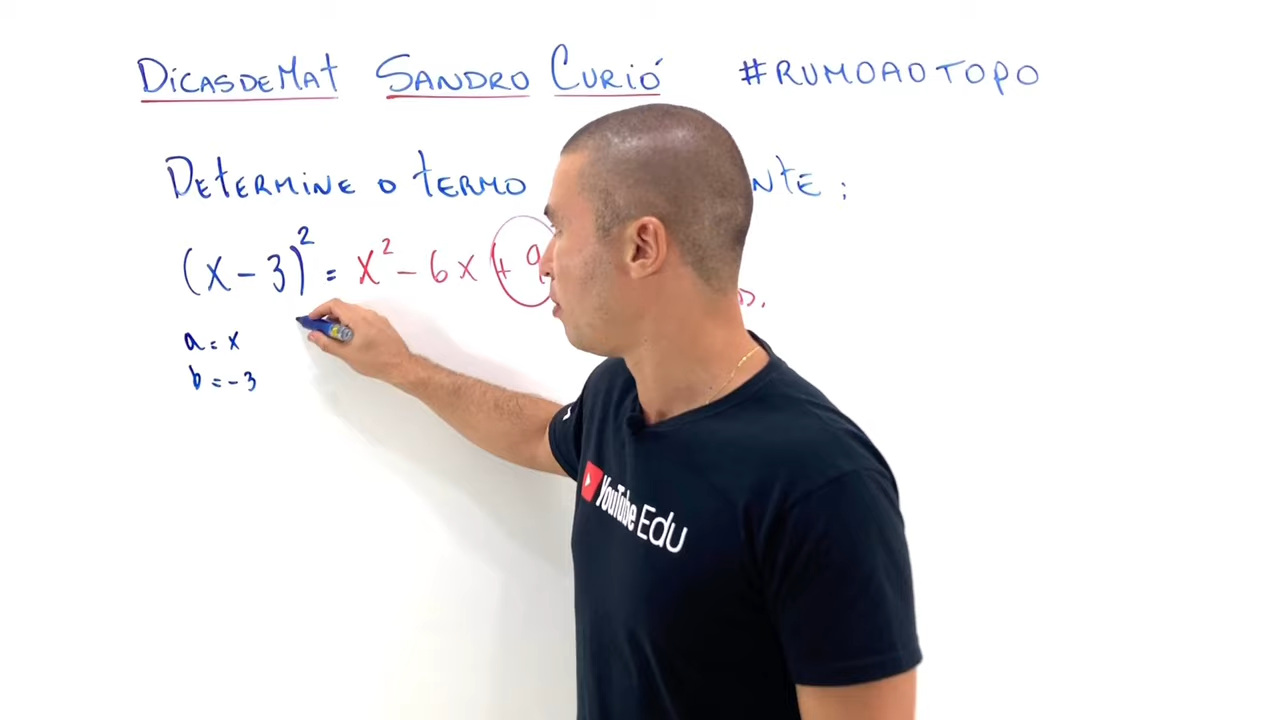 DicasdeMat Sandro Curió #RUMOAOTOPO
Determine o termo :
(x-3)² = x² - 6x + 9
a = x
b = -3
YouTube Edu